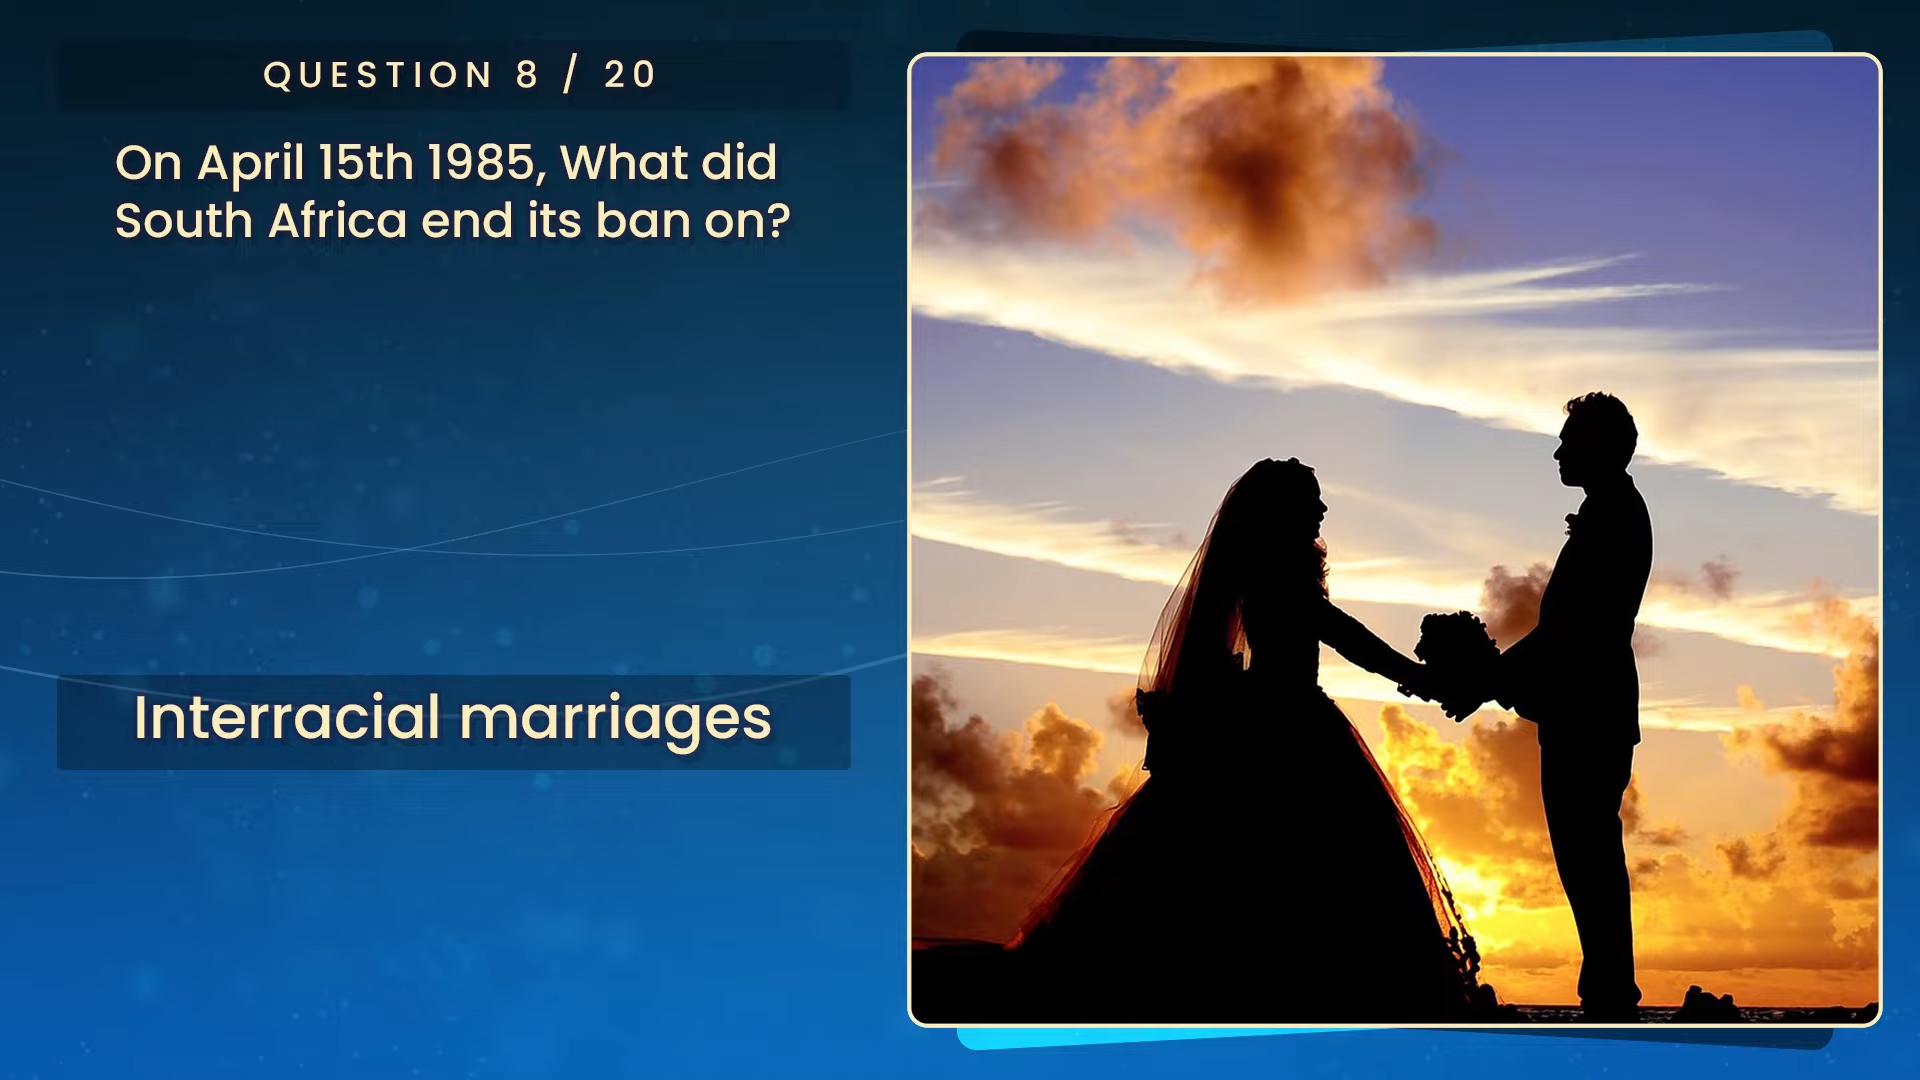 QUESTION 8 / 20
On April 15th 1985, What did
South Africa end its ban on?
Interracial marriages